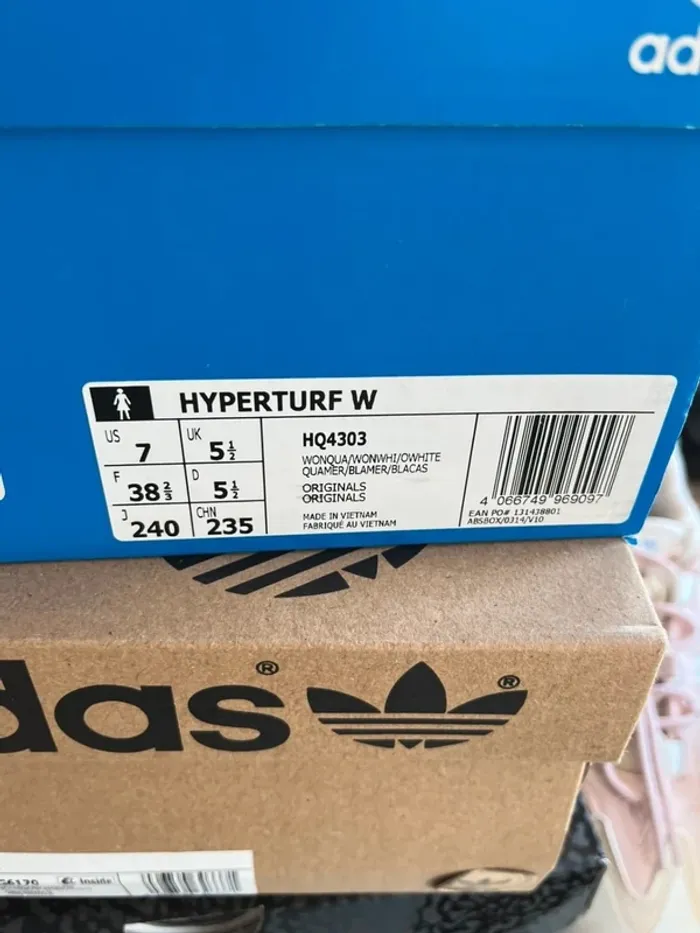 ad
HYPERTURF W
US 7 UK 5½
F 38⅔ D 5½
J 240 CHN 235
HQ4303
WONQUA/WONWHI/OWHITE
QUAMER/BLAMER/BLACAS
ORIGINALS
ORIGINALS
MADE IN VIETNAM
FABRIQUÉ AU VIETNAM
4 066749 969097
EAN PO# 131438801
ABSBOX/0314/V10
das®
®
6120 Inside